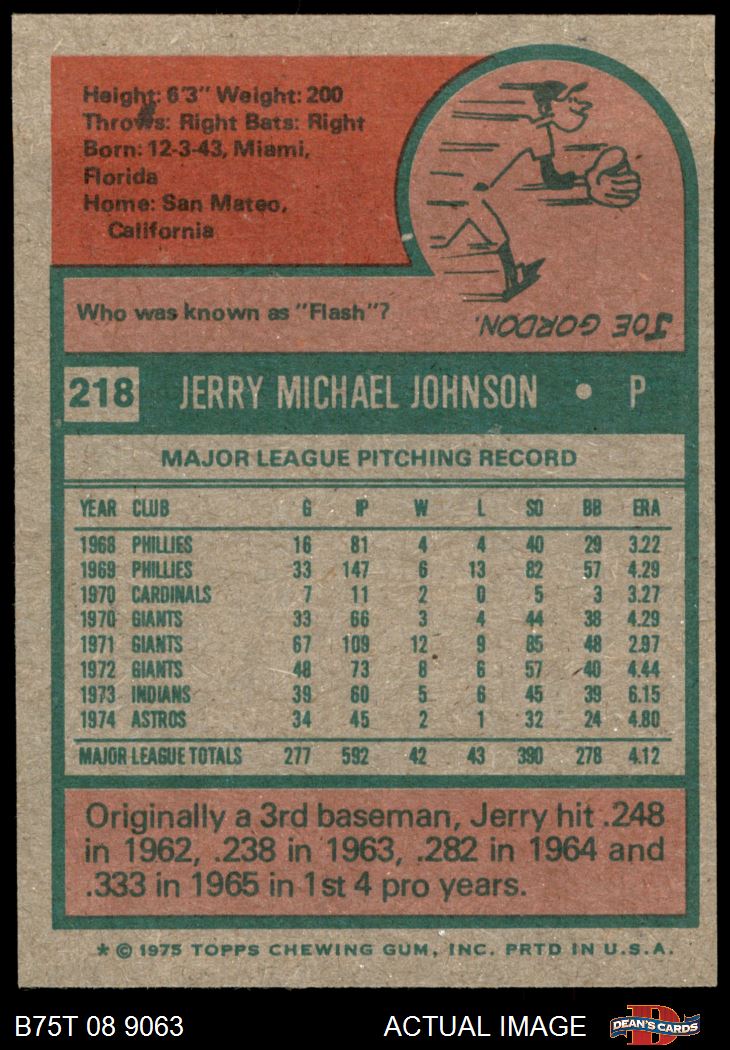 Height: 6'3" Weight: 200
Throws: Right Bats: Right
Born: 12-3-43, Miami,
Florida
Home: San Mateo,
California
Who was known as "Flash"?
JOE GORDON.
218 JERRY MICHAEL JOHNSON • P
MAJOR LEAGUE PITCHING RECORD
YEAR CLUB G IP W L SO BB ERA
1968 PHILLIES 16 81 4 4 40 29 3.22
1969 PHILLIES 33 147 6 13 82 57 4.29
1970 CARDINALS 7 11 2 0 5 3 3.27
1970 GIANTS 33 66 3 4 44 38 4.29
1971 GIANTS 67 109 12 9 85 48 2.97
1972 GIANTS 48 73 8 6 57 40 4.44
1973 INDIANS 39 60 5 6 45 39 6.15
1974 ASTROS 34 45 2 1 32 24 4.80
MAJOR LEAGUE TOTALS 277 592 42 43 390 278 4.12
Originally a 3rd baseman, Jerry hit .248
in 1962, .238 in 1963, .282 in 1964 and
.333 in 1965 in 1st 4 pro years.
* © 1975 TOPPS CHEWING GUM, INC. PRTD IN U.S.A.
B75T 08 9063 ACTUAL IMAGE DEAN'S CARDS